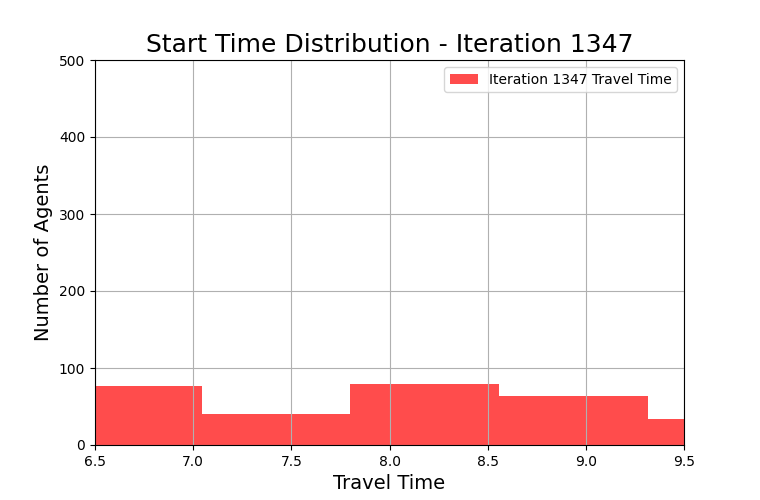 Start Time Distribution - Iteration 1347
Iteration 1347 Travel Time
Number of Agents
500
400
300
200
100
0
6.5 7.0 7.5 8.0 8.5 9.0 9.5
Travel Time